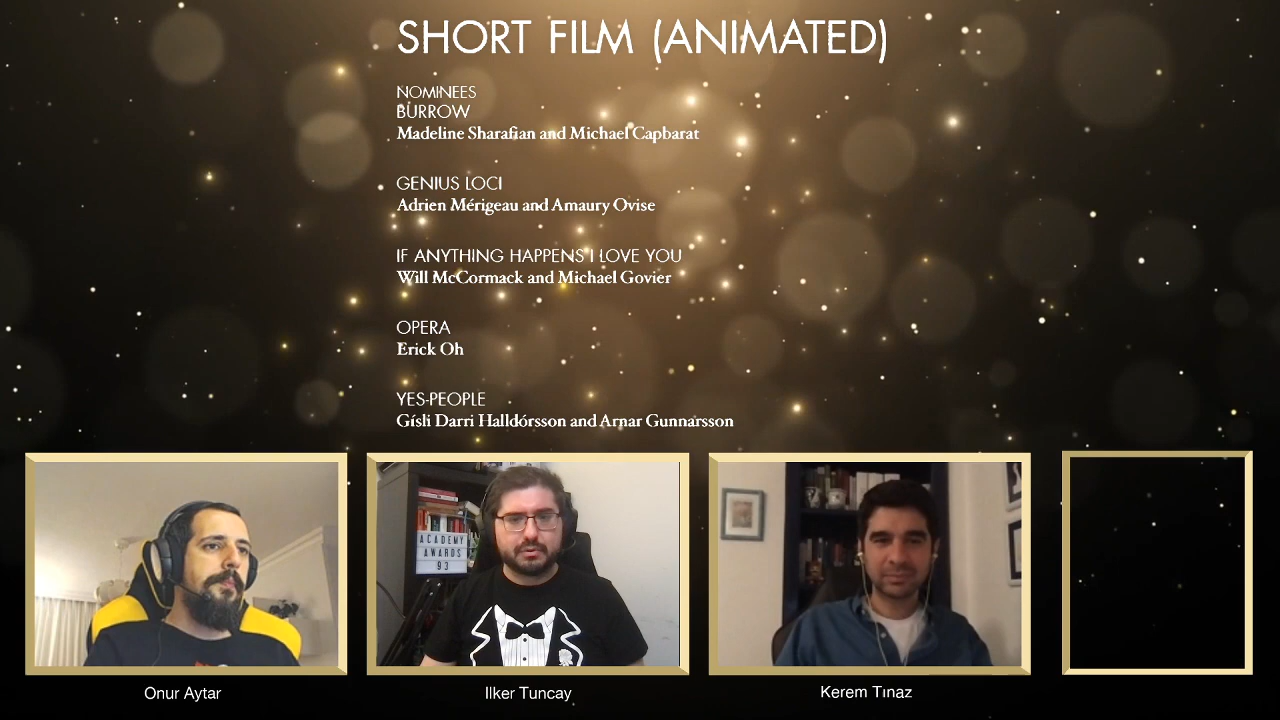 SHORT FILM (ANIMATED)
NOMINEES
BURROW
Madeline Sharafian and Michael Capbarat
GENIUS LOCI
Adrien Mérigeau and Amaury Ovise
IF ANYTHING HAPPENS I LOVE YOU
Will McCormack and Michael Govier
OPERA
Erick Oh
YES-PEOPLE
Gísli Darri Halldórsson and Arnar Gunnarsson
ACADEMY
AWARDS
93
Onur Aytar
Ilker Tuncay
Kerem Tınaz